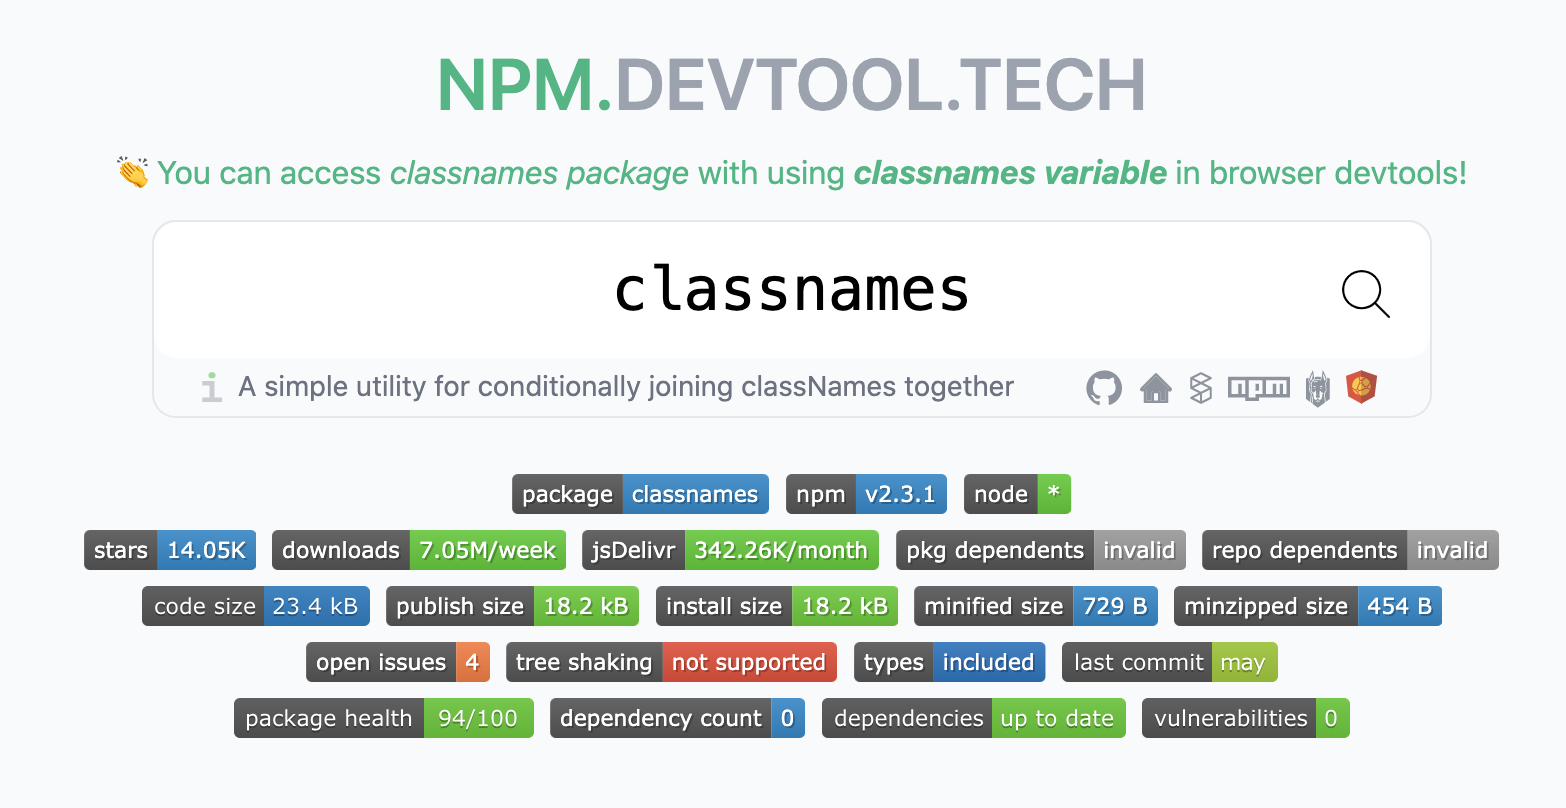 NPM.DEVTOOL.TECH
👏 You can access classnames package with using classnames variable in browser devtools!
classnames
i A simple utility for conditionally joining classNames together npm
package classnames npm v2.3.1 node *
stars 14.05K downloads 7.05M/week jsDelivr 342.26K/month pkg dependents invalid repo dependents invalid
code size 23.4 kB publish size 18.2 kB install size 18.2 kB minified size 729 B minzipped size 454 B
open issues 4 tree shaking not supported types included last commit may
package health 94/100 dependency count 0 dependencies up to date vulnerabilities 0